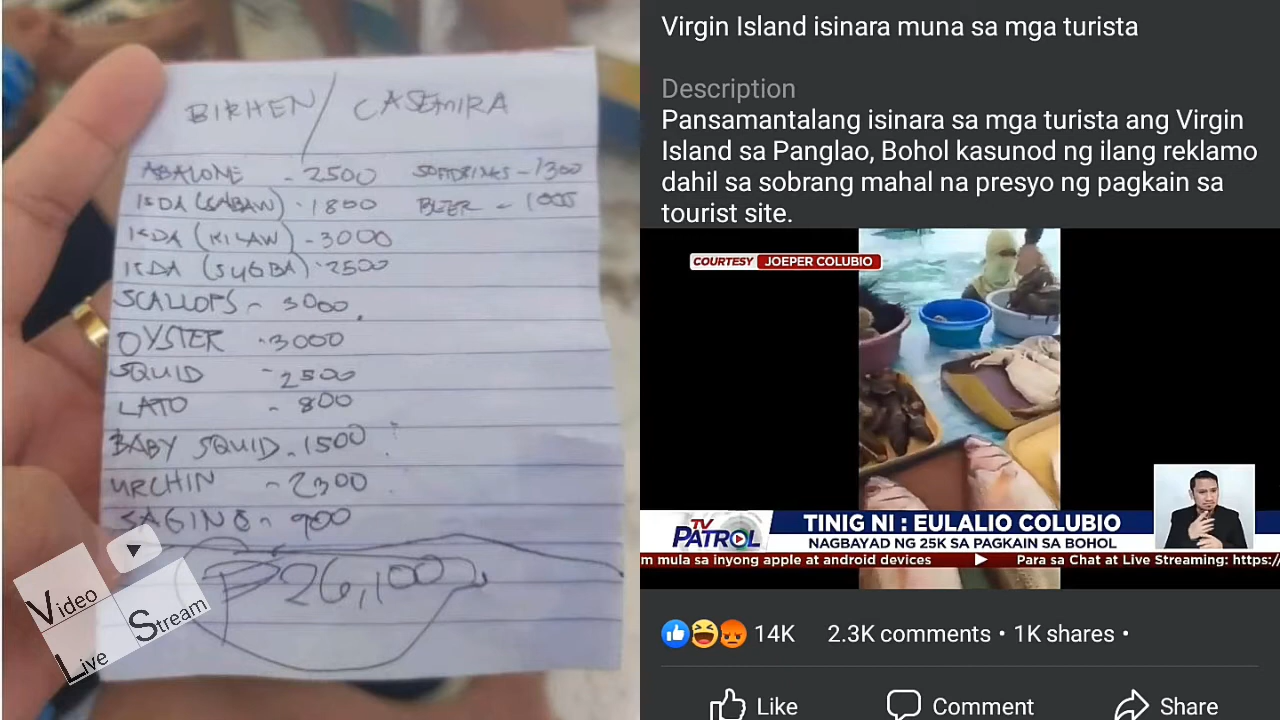 BIRHEN / CASEMIRA
ABALONE - 2500
ISDA (SABAW) - 1800
ISDA (KILAW) - 3000
ISDA (SUGBA) - 2500
SCALLOPS - 3000
OYSTER - 3000
SQUID - 2500
LATO - 800
BABY SQUID - 1500
URCHIN - 2300
SAGING - 900
SOFTDRINKS - 1300
BEER - 1005
₱26,100
Video
Live
Stream
Virgin Island isinara muna sa mga turista
Description
Pansamantalang isinara sa mga turista ang Virgin
Island sa Panglao, Bohol kasunod ng ilang reklamo
dahil sa sobrang mahal na presyo ng pagkain sa
tourist site.
COURTESY JOEPER COLUBIO
TV PATROL
TINIG NI : EULALIO COLUBIO
NAGBAYAD NG 25K SA PAGKAIN SA BOHOL
m mula sa inyong apple at android devices Para sa Chat at Live Streaming: https:/
14K 2.3K comments • 1K shares •
Like Comment Share